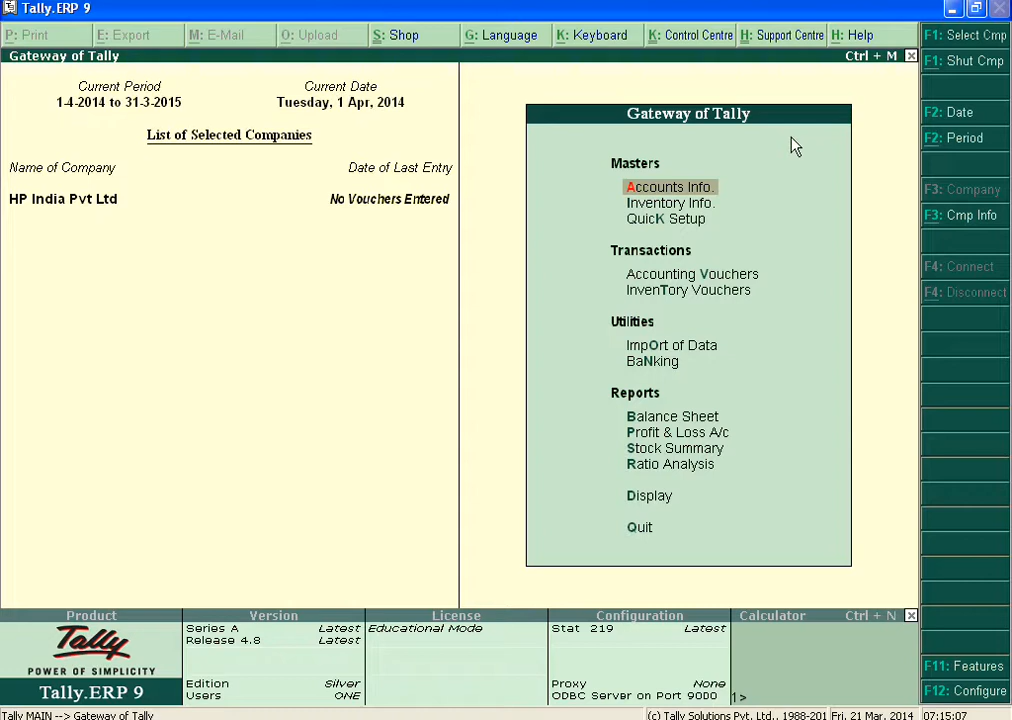 Tally.ERP 9
P: Print E: Export M: E-Mail O: Upload S: Shop G: Language K: Keyboard K: Control Centre H: Support Centre H: Help
F1: Select Cmp
F1: Shut Cmp
F2: Date
F2: Period
F3: Company
F3: Cmp Info
F4: Connect
F4: Disconnect
F11: Features
F12: Configure
Gateway of Tally Ctrl + M
Current Period Current Date
1-4-2014 to 31-3-2015 Tuesday, 1 Apr, 2014
List of Selected Companies
Name of Company Date of Last Entry
HP India Pvt Ltd No Vouchers Entered
Gateway of Tally
Masters
Accounts Info.
Inventory Info.
QuicK Setup
Transactions
Accounting Vouchers
InvenTory Vouchers
Utilities
ImpOrt of Data
BaNking
Reports
Balance Sheet
Profit & Loss A/c
Stock Summary
Ratio Analysis
Display
Quit
Product Version License Configuration Calculator Ctrl + N
Tally
POWER OF SIMPLICITY
Tally.ERP 9
Series A Latest
Release 4.8 Latest
Edition Silver
Users ONE
Educational Mode
Stat 219 Latest
Proxy None
ODBC Server on Port 9000
1>
Tally MAIN --> Gateway of Tally (c) Tally Solutions Pvt. Ltd., 1988-201 Fri, 21 Mar, 2014 07:15:07